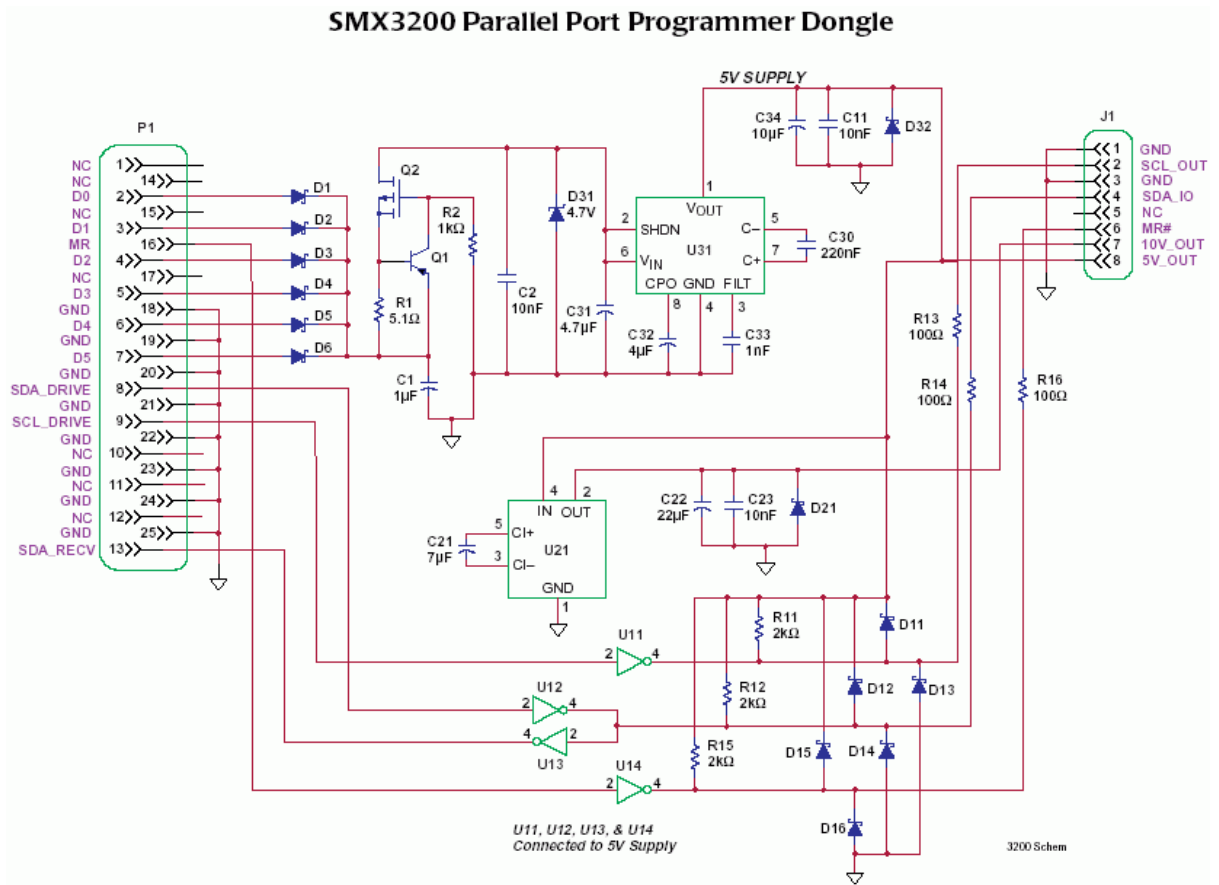 SMX3200 Parallel Port Programmer Dongle
5V SUPPLY
P1
NC 1
NC 14
D0 2
NC 15
D1 3
MR 16
D2 4
NC 17
D3 5
GND 18
D4 6
GND 19
D5 7
GND 20
SDA_DRIVE 8
GND 21
SCL_DRIVE 9
GND 22
NC 10
GND 23
NC 11
GND 24
NC 12
GND 25
SDA_RECV 13
D1
D2
D3
D4
D5
D6
Q2
Q1
R1
5.1Ω
R2
1kΩ
C1
1µF
C2
10nF
D31
4.7V
C31
4.7µF
C34
10µF
C11
10nF
D32
1
VOUT
2 SHDN
6 VIN
U31
C– 5
C+ 7
CPO GND FILT
8 4 3
C30
220nF
C32
4µF
C33
1nF
J1
1 GND
2 SCL_OUT
3 GND
4 SDA_IO
5 NC
6 MR#
7 10V_OUT
8 5V_OUT
R13
100Ω
R14
100Ω
R16
100Ω
4 2
IN OUT
5 CI+
3 CI–
U21
GND
1
C21
7µF
C22
22µF
C23
10nF
D21
U11
2 4
U12
2 4
4 2
U13
U14
2 4
R11
2kΩ
R12
2kΩ
R15
2kΩ
D11
D12
D13
D15
D14
D16
U11, U12, U13, & U14
Connected to 5V Supply
3200 Schem